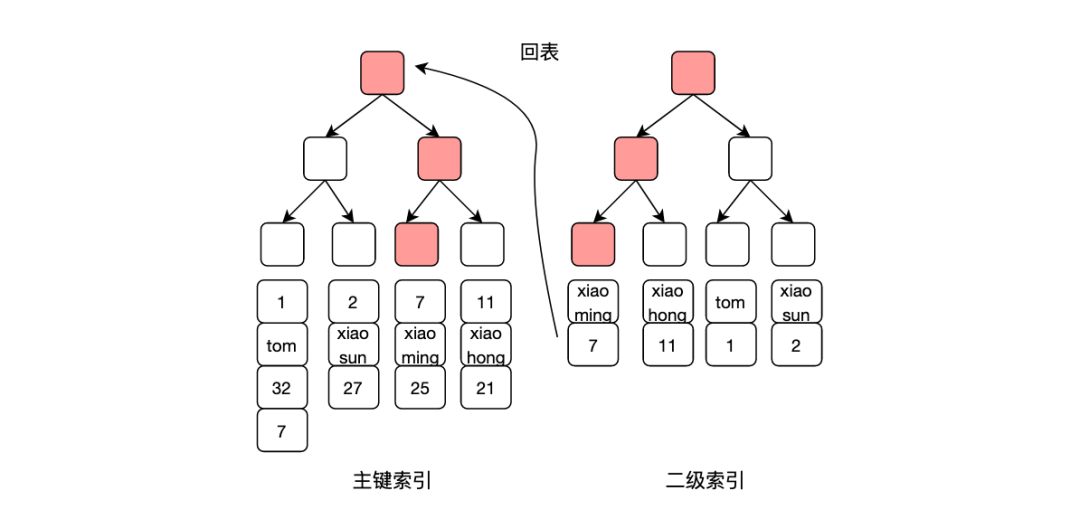 回表
1
2
7
11
tom
xiao
sun
xiao
ming
xiao
hong
32
27
25
21
7
xiao
ming
xiao
hong
tom
xiao
sun
7
11
1
2
主键索引
二级索引